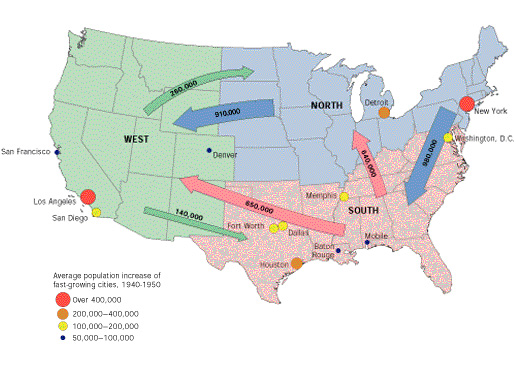 260,000
910,000
NORTH
Detroit
New York
WEST
San Francisco
Denver
640,000
980,000
Washington, D.C.
Los Angeles
San Diego
650,000
140,000
Memphis
SOUTH
Fort Worth
Dallas
Baton
Rouge
Mobile
Houston
Average population increase of
fast-growing cities, 1940-1950
Over 400,000
200,000—400,000
100,000—200,000
50,000—100,000